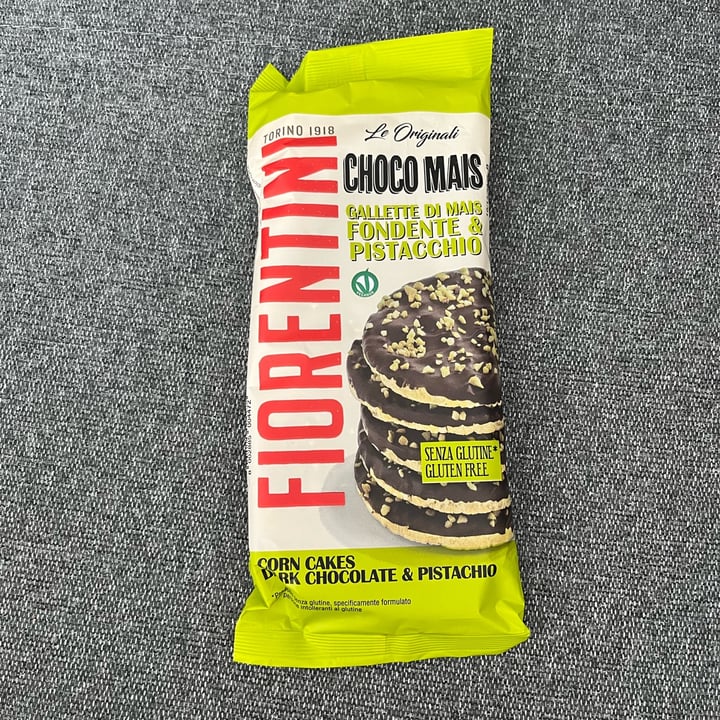 TORINO 1918
FIORENTINI
Le Originali
CHOCO MAIS
GALLETTE DI MAIS
FONDENTE &
PISTACCHIO
SENZA GLUTINE*
GLUTEN FREE
CORN CAKES
DARK CHOCOLATE & PISTACHIO
senza glutine, specificamente formulato
intolleranti al glutine